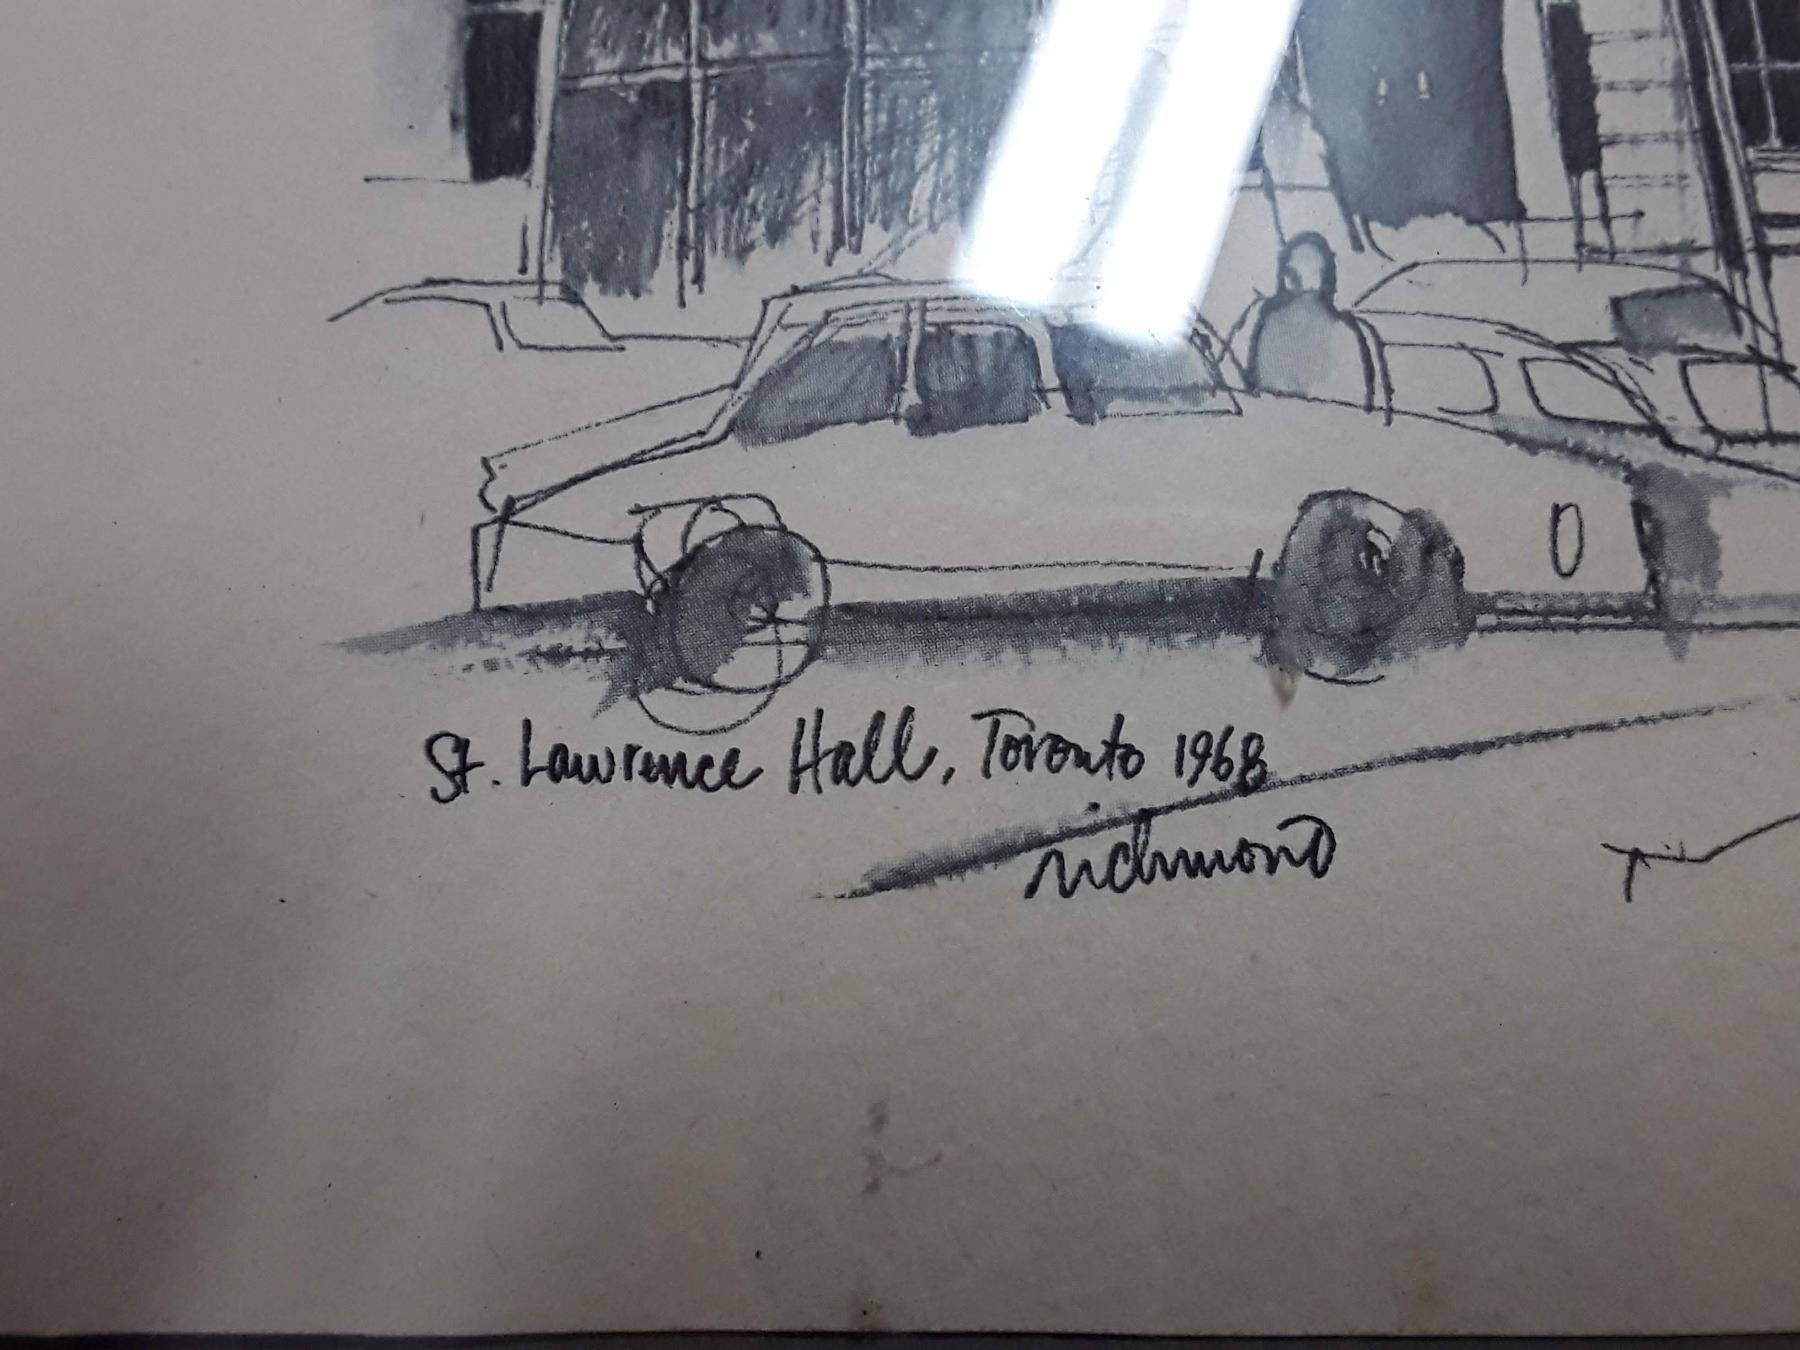 St. Lawrence Hall, Toronto 1968
Richmond